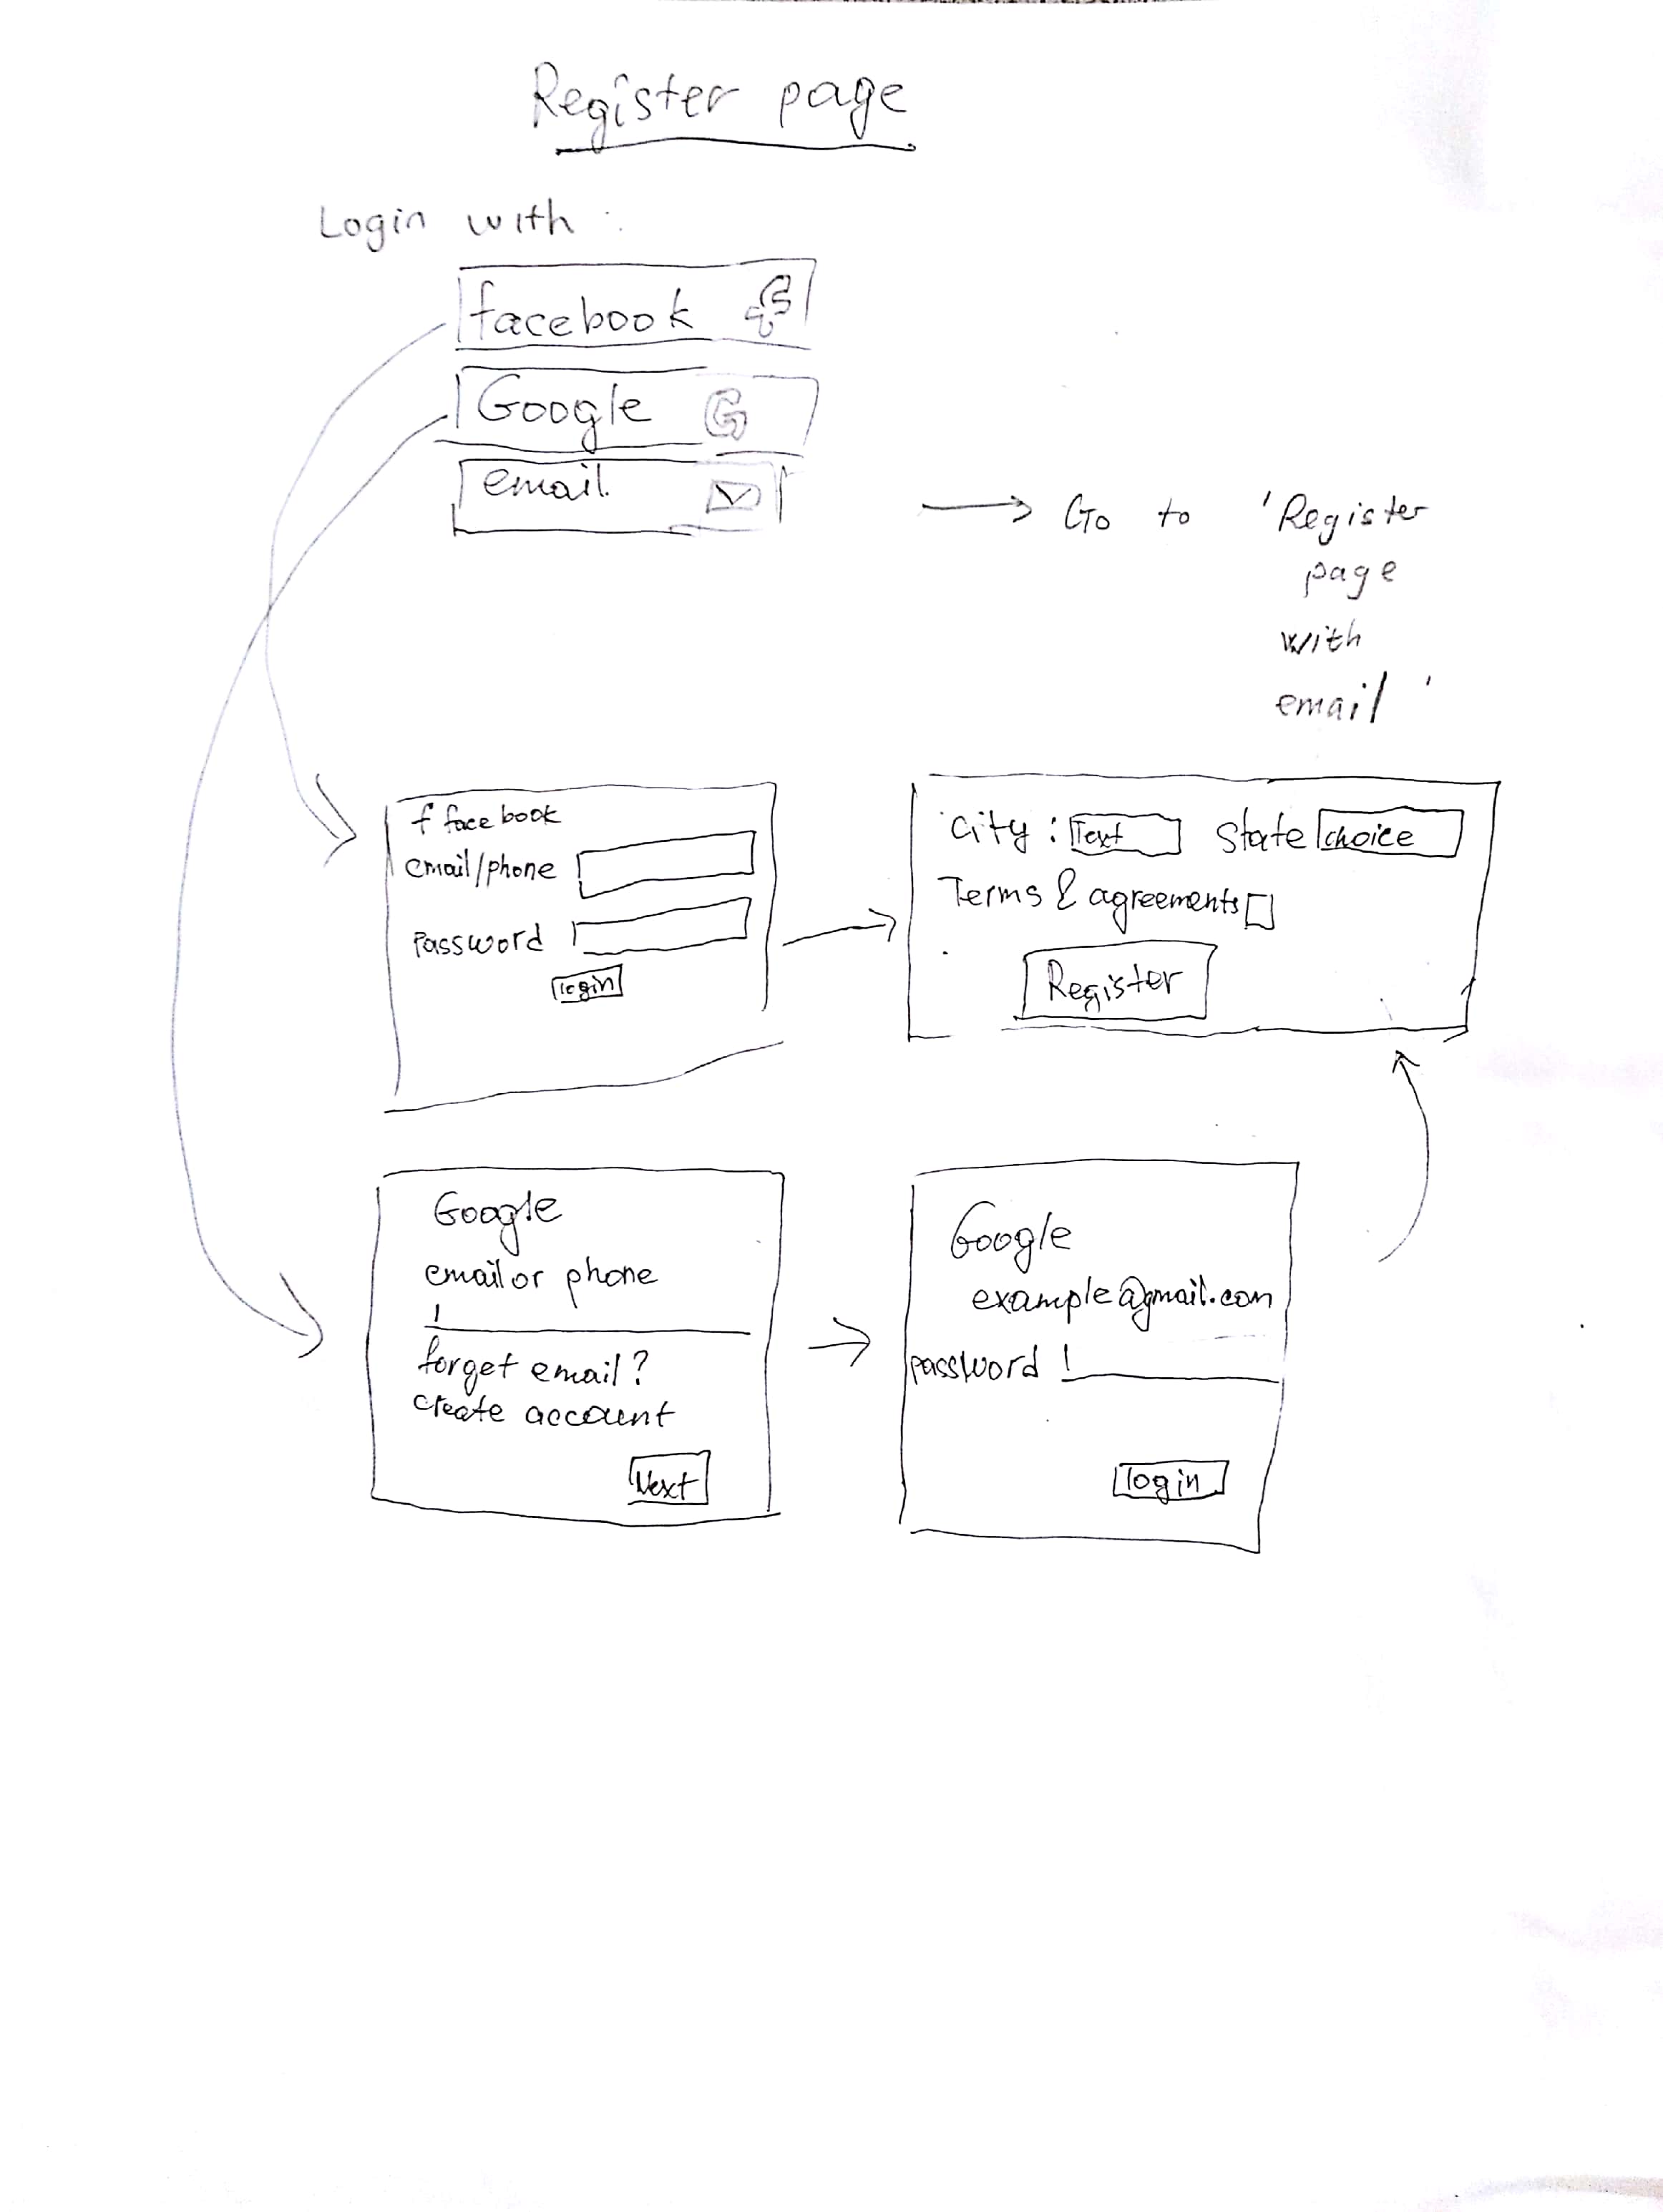 Register page
Login with :
facebook f
Google G
email
Go to 'Register
page
with
email'
f facebook
email/phone
Password
login
City : Text State choice
Terms & agreements
Register
Google
email or phone
forget email?
create account
Next
Google
example@gmail.com
password
login